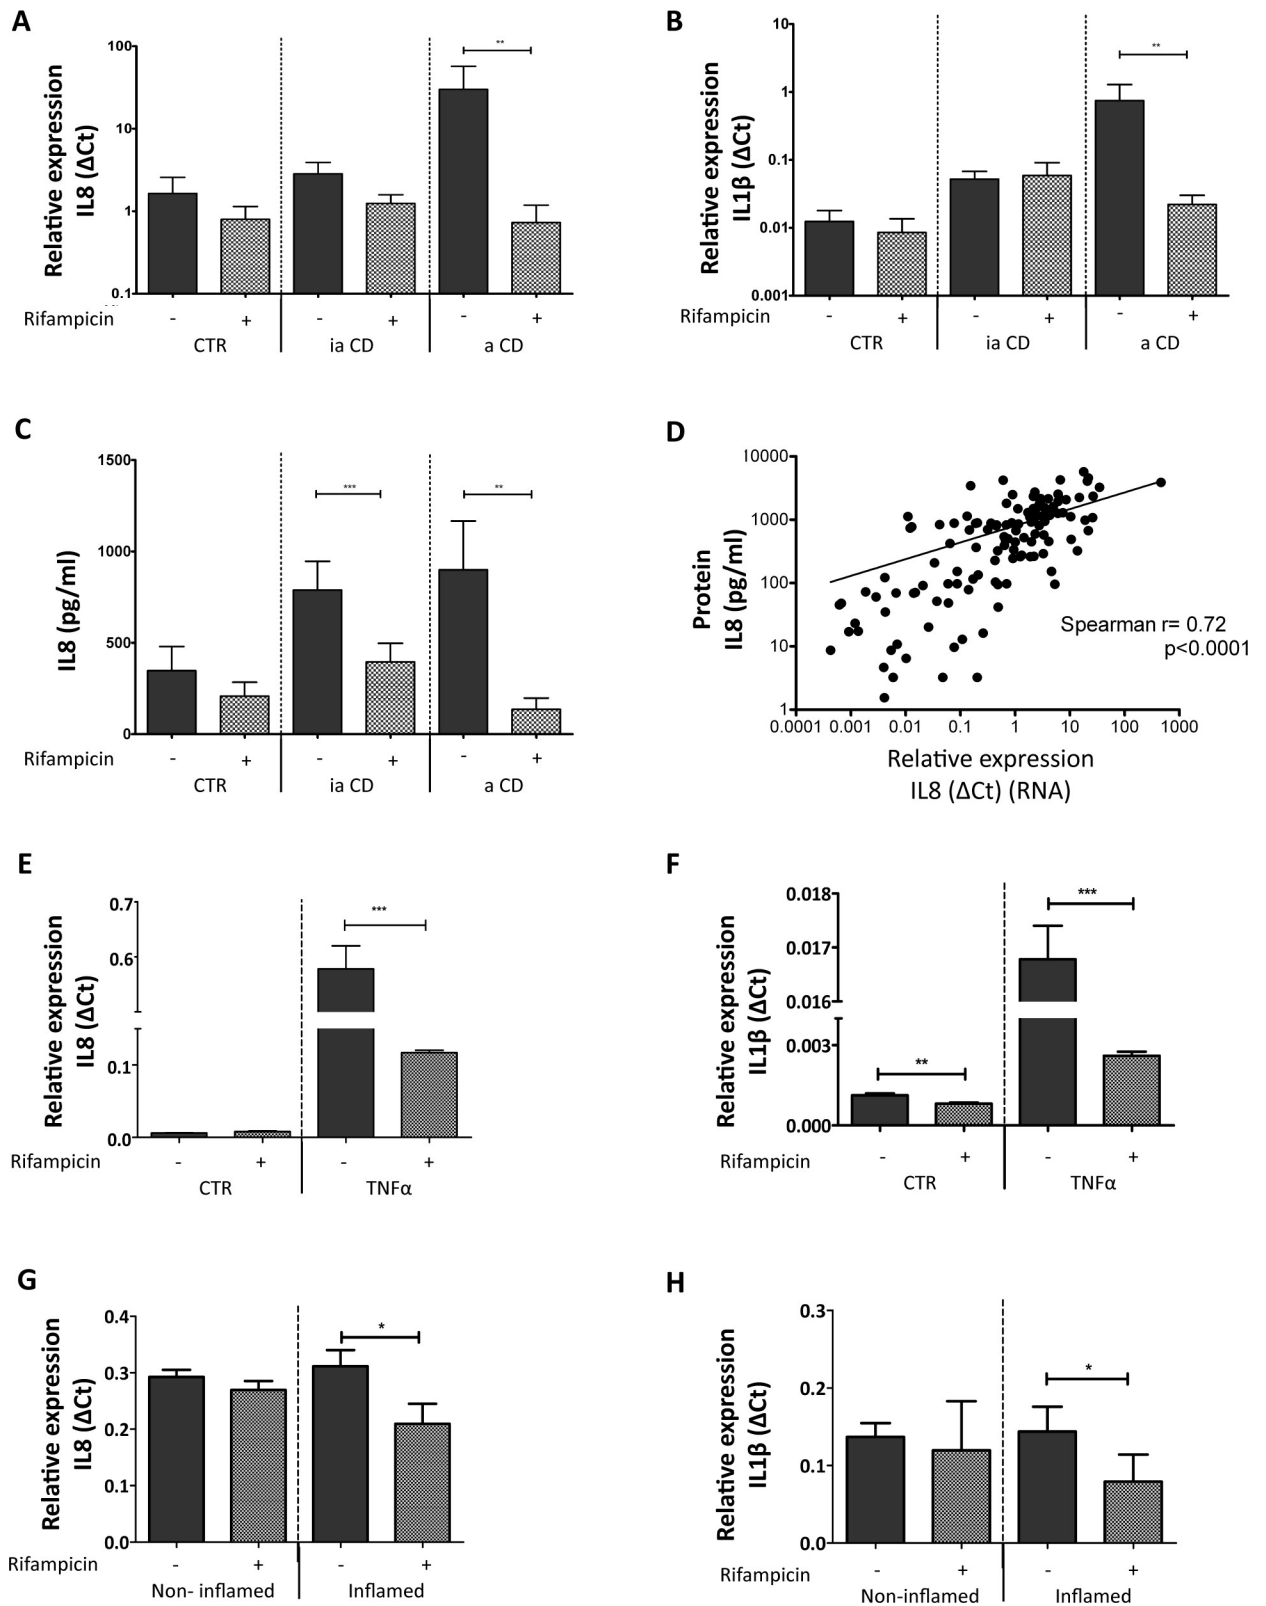 A
Relative expression
IL8 (ΔCt)
100
10
1
0.1
**
Rifampicin - + - + - +
CTR ia CD a CD
B
Relative expression
IL1β (ΔCt)
10
1
0.1
0.01
0.001
**
Rifampicin - + - + - +
CTR ia CD a CD
C
IL8 (pg/ml)
1500
1000
500
0
***
**
Rifampicin - + - + - +
CTR ia CD a CD
D
Protein
IL8 (pg/ml)
10000
1000
100
10
1
Spearman r= 0.72
p<0.0001
0.0001 0.001 0.01 0.1 1 10 100 1000
Relative expression
IL8 (ΔCt) (RNA)
E
Relative expression
IL8 (ΔCt)
0.7
0.6
0.1
0.0
***
Rifampicin - + - +
CTR TNFα
F
Relative expression
IL1β (ΔCt)
0.018
0.017
0.016
0.003
0.000
**
***
Rifampicin - + - +
CTR TNFα
G
Relative expression
IL8 (ΔCt)
0.4
0.3
0.2
0.1
0.0
*
Rifampicin - + - +
Non- inflamed Inflamed
H
Relative expression
IL1β (ΔCt)
0.3
0.2
0.1
0.0
*
Rifampicin - + - +
Non-inflamed Inflamed